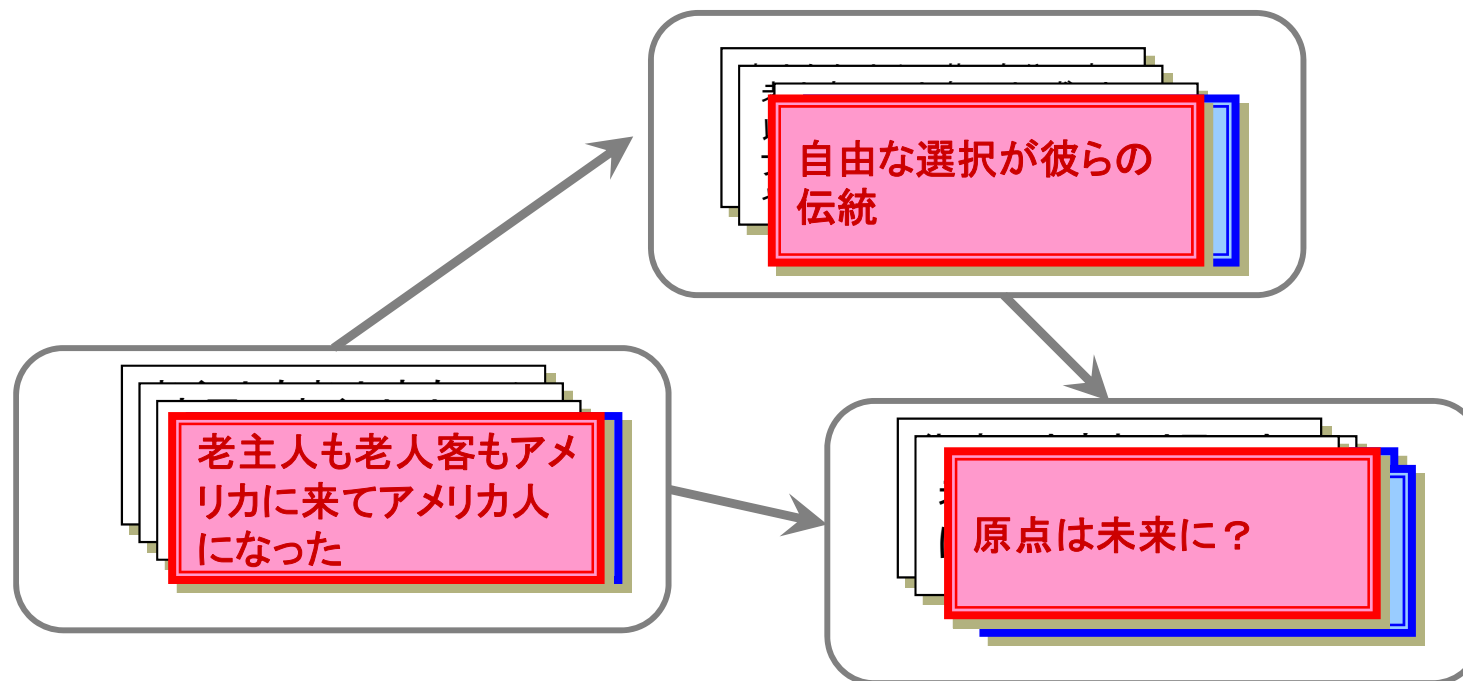 自由な選択が彼らの
伝統
老主人も老人客もアメ
リカに来てアメリカ人
になった
原点は未来に？